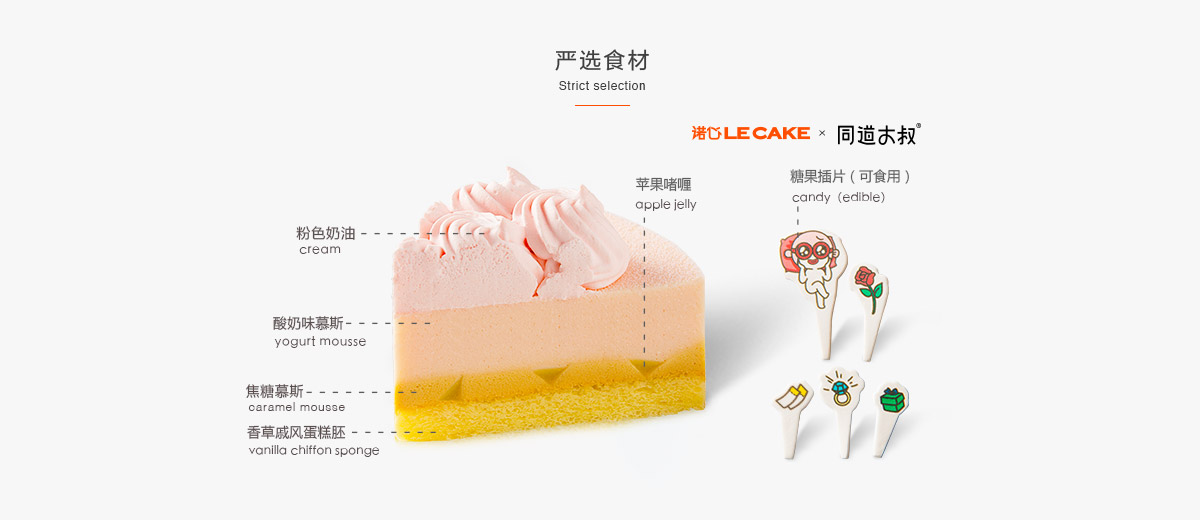 严选食材
Strict selection
诺心LE CAKE × 同道大叔®
糖果插片（可食用）
candy（edible）
苹果啫喱
apple jelly
粉色奶油
cream
酸奶味慕斯
yogurt mousse
焦糖慕斯
caramel mousse
香草戚风蛋糕胚
vanilla chiffon sponge